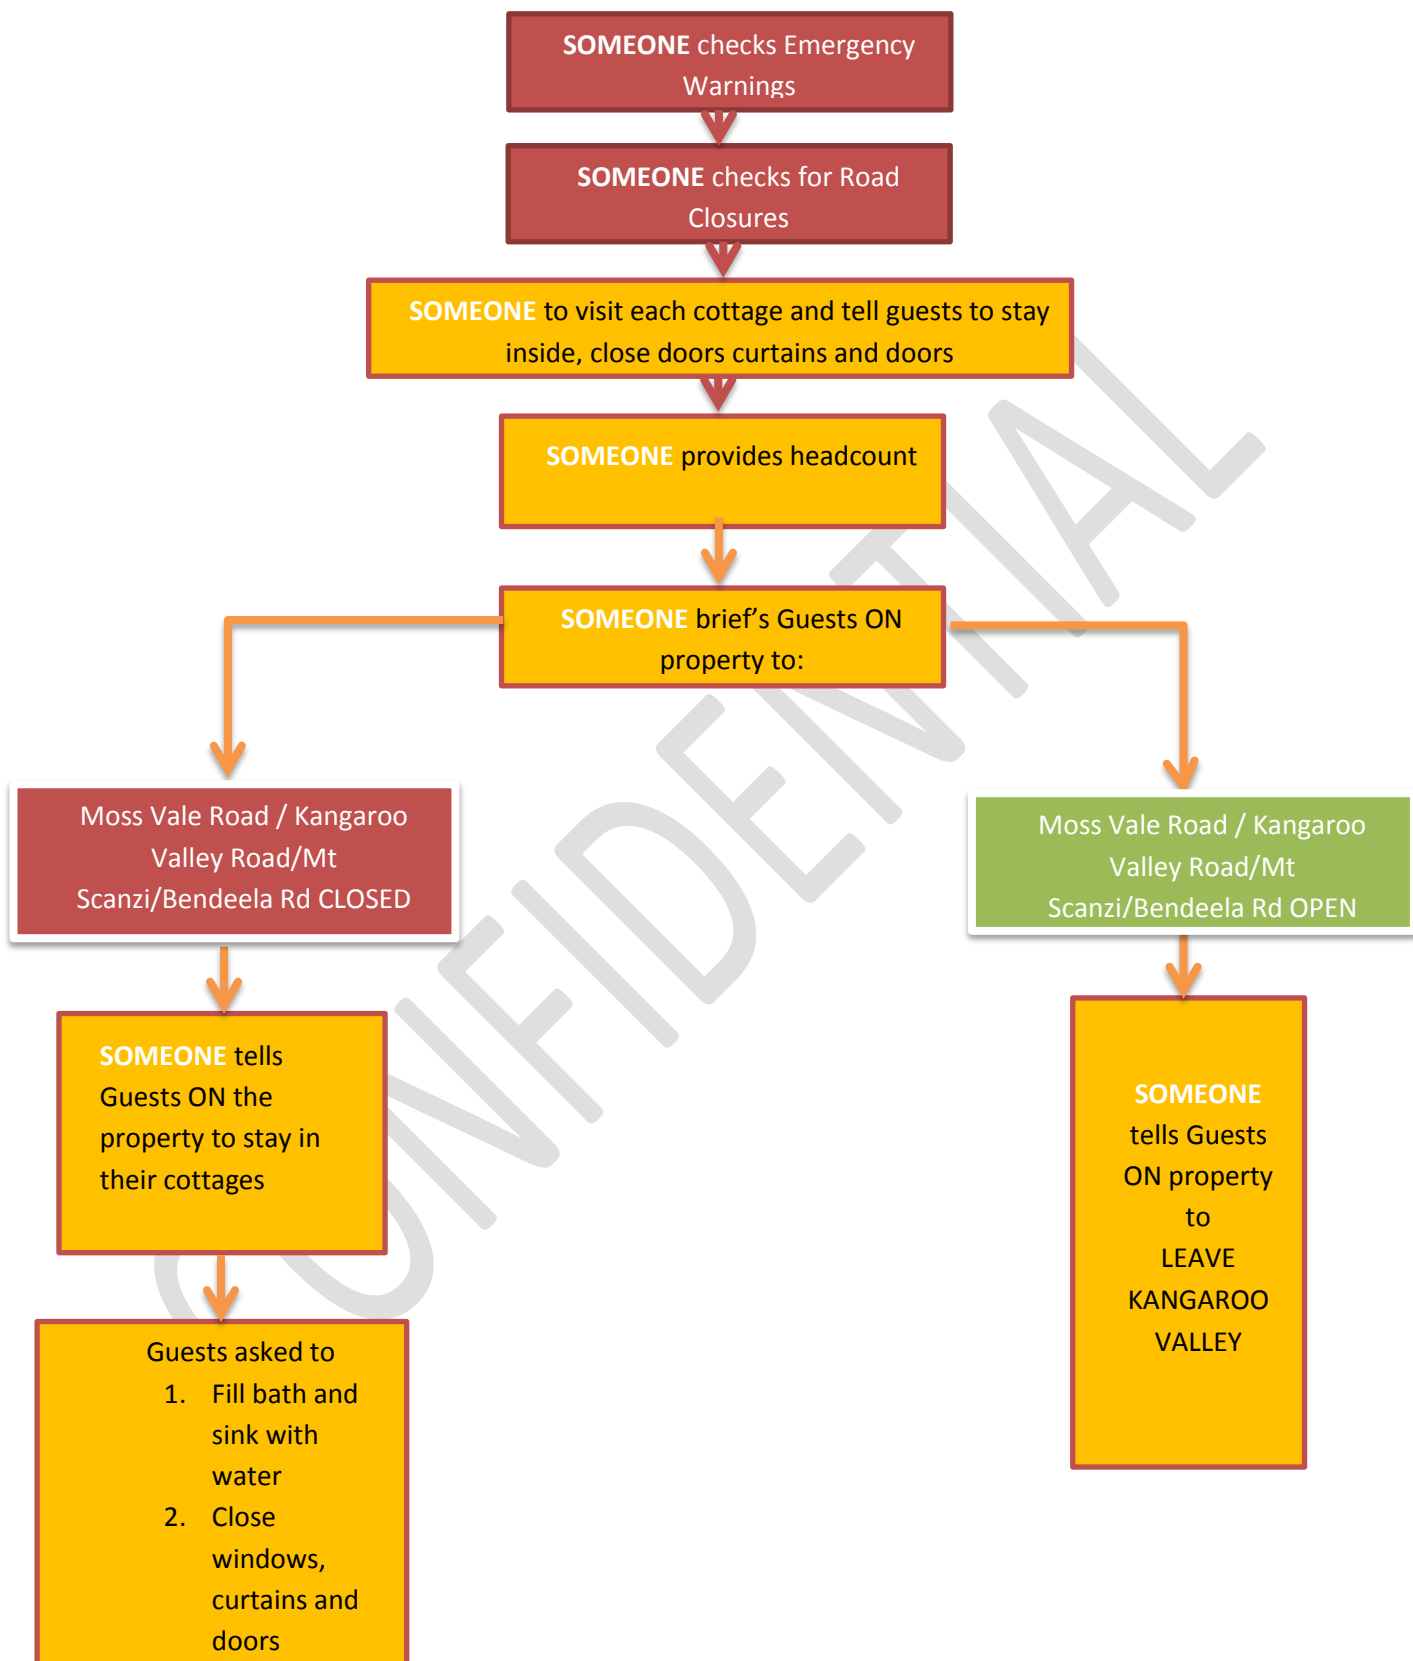 SOMEONE checks Emergency
Warnings
SOMEONE checks for Road
Closures
SOMEONE to visit each cottage and tell guests to stay
inside, close doors curtains and doors
SOMEONE provides headcount
SOMEONE brief's Guests ON
property to:
Moss Vale Road / Kangaroo
Valley Road/Mt
Scanzi/Bendeela Rd CLOSED
Moss Vale Road / Kangaroo
Valley Road/Mt
Scanzi/Bendeela Rd OPEN
SOMEONE tells
Guests ON the
property to stay in
their cottages
SOMEONE
tells Guests
ON property
to
LEAVE
KANGAROO
VALLEY
Guests asked to
1. Fill bath and
sink with
water
2. Close
windows,
curtains and
doors
CONFIDENTIAL